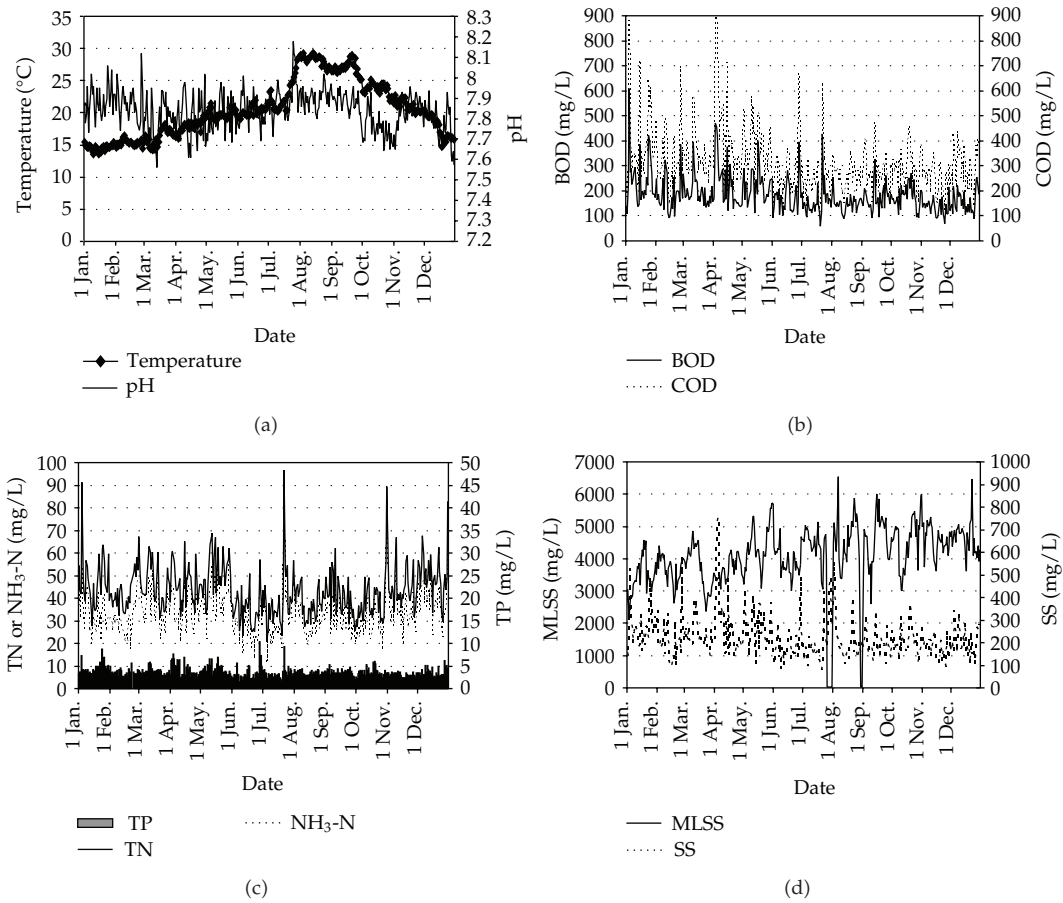 35
30
25
20
15
10
5
0
Temperature (°C)
8.3
8.2
8.1
8
7.9
7.8
7.7
7.6
7.5
7.4
7.3
7.2
pH
1 Jan.
1 Feb.
1 Mar.
1 Apr.
1 May.
1 Jun.
1 Jul.
1 Aug.
1 Sep.
1 Oct.
1 Nov.
1 Dec.
Date
Temperature
pH
(a)
900
800
700
600
500
400
300
200
100
0
BOD (mg/L)
900
800
700
600
500
400
300
200
100
0
COD (mg/L)
1 Jan.
1 Feb.
1 Mar.
1 Apr.
1 May.
1 Jun.
1 Jul.
1 Aug.
1 Sep.
1 Oct.
1 Nov.
1 Dec.
Date
BOD
COD
(b)
100
90
80
70
60
50
40
30
20
10
0
TN or NH₃-N (mg/L)
50
45
40
35
30
25
20
15
10
5
0
TP (mg/L)
1 Jan.
1 Feb.
1 Mar.
1 Apr.
1 May.
1 Jun.
1 Jul.
1 Aug.
1 Sep.
1 Oct.
1 Nov.
1 Dec.
Date
TP
NH₃-N
TN
(c)
7000
6000
5000
4000
3000
2000
1000
0
MLSS (mg/L)
1000
900
800
700
600
500
400
300
200
100
0
SS (mg/L)
1 Jan.
1 Feb.
1 Mar.
1 Apr.
1 May.
1 Jun.
1 Jul.
1 Aug.
1 Sep.
1 Oct.
1 Nov.
1 Dec.
Date
MLSS
SS
(d)